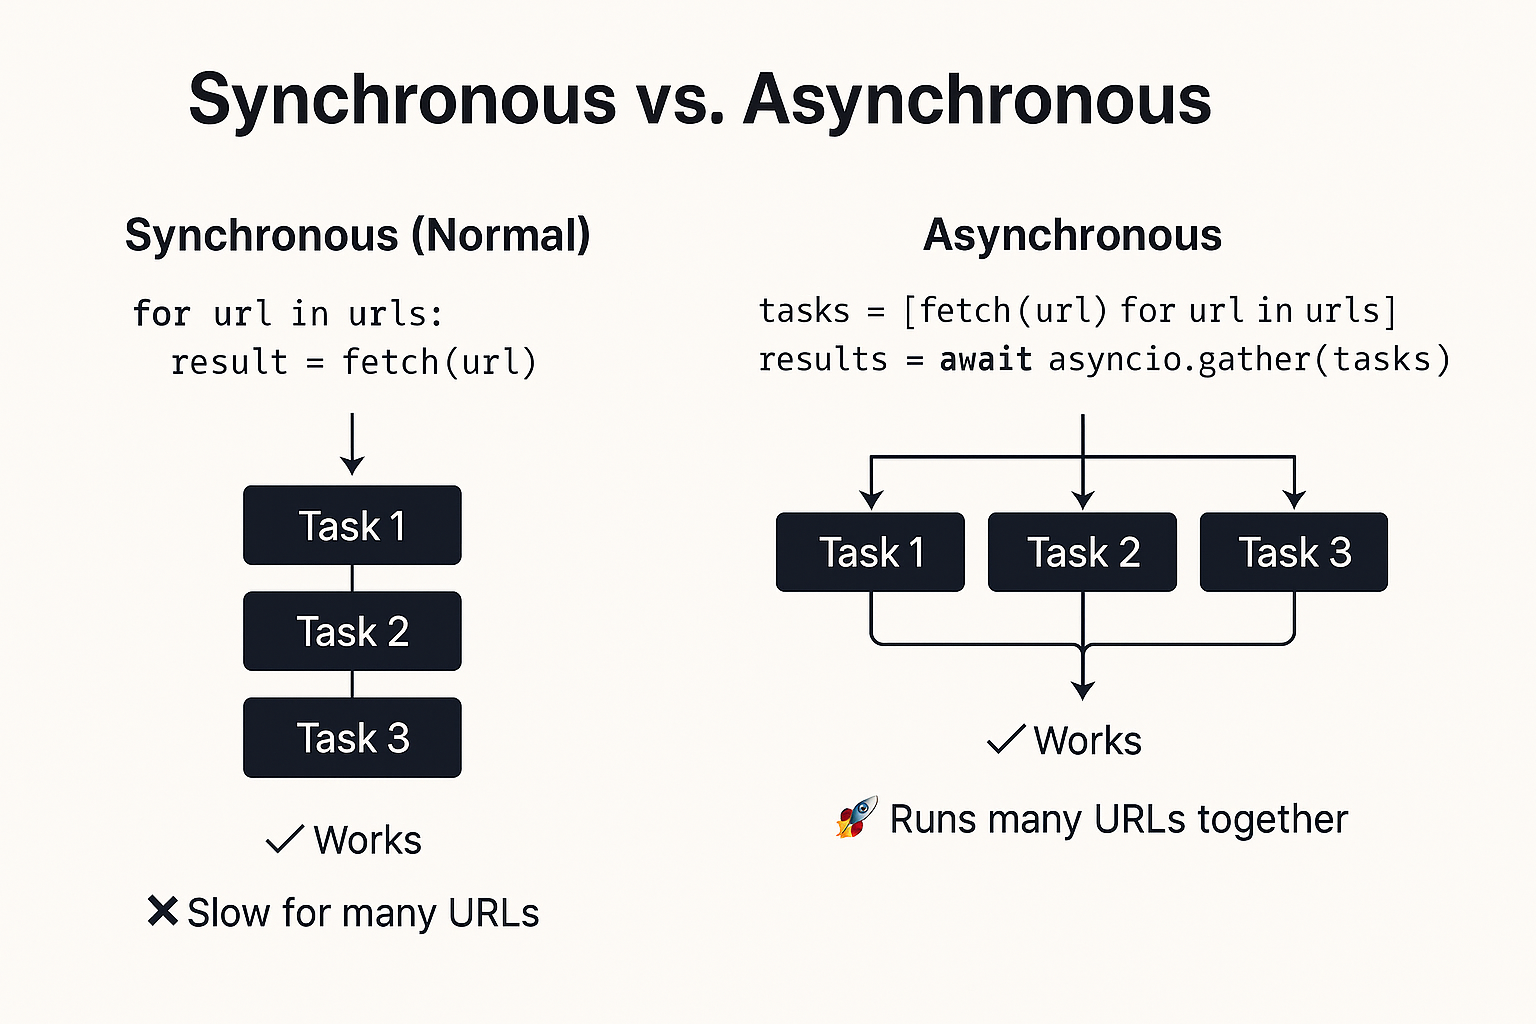 Synchronous vs. Asynchronous
Synchronous (Normal)
for url in urls:
  result = fetch(url)
Task 1
Task 2
Task 3
✓ Works
✕ Slow for many URLs
Asynchronous
tasks = [fetch(url) for url in urls]
results = await asyncio.gather(tasks)
Task 1
Task 2
Task 3
✓ Works
🚀 Runs many URLs together